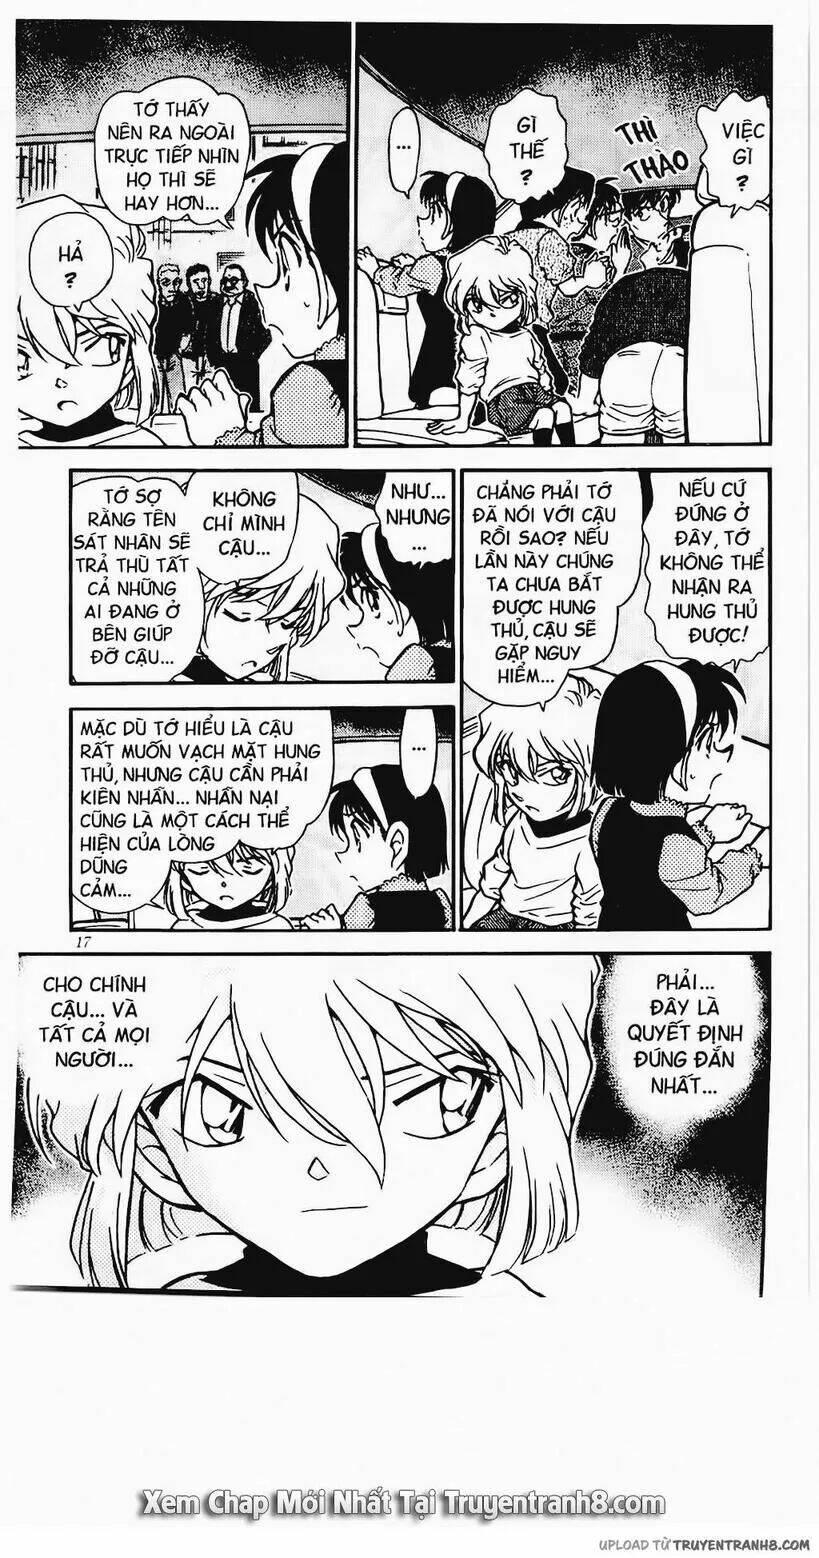 VIỆC
GÌ
?
THÌ
THÀO
GÌ
THẾ
?
...
TỚ THẤY
NÊN RA NGOÀI
TRỰC TIẾP NHÌN
HỌ THÌ SẼ
HAY HƠN...
HẢ
?
NẾU CỨ
ĐỨNG Ở
ĐÂY, TỚ
KHÔNG THỂ
NHẬN RA
HUNG THỦ
ĐƯỢC!
CHẲNG PHẢI TỚ
ĐÃ NÓI VỚI CẬU
RỒI SAO? NẾU
LẦN NÀY CHÚNG
TA CHƯA BẮT
ĐƯỢC HUNG
THỦ, CẬU SẼ
GẶP NGUY
HIỂM...
NHƯ...
NHƯNG
...
KHÔNG
CHỈ MÌNH
CẬU...
TỚ SỢ
RẰNG TÊN
SÁT NHÂN SẼ
TRẢ THÙ TẤT
CẢ NHỮNG
AI ĐANG Ở
BÊN GIÚP
ĐỠ CẬU...
...
MẶC DÙ TỚ HIỂU LÀ CẬU
RẤT MUỐN VẠCH MẶT HUNG
THỦ, NHƯNG CẬU CẦN PHẢI
KIÊN NHẪN... NHẪN NẠI
CŨNG LÀ MỘT CÁCH THỂ
HIỆN CỦA LÒNG
DŨNG
CẢM...
17
PHẢI...
ĐÂY LÀ
QUYẾT ĐỊNH
ĐÚNG ĐẮN
NHẤT...
CHO CHÍNH
CẬU... VÀ
TẤT CẢ MỌI
NGƯỜI...
Xem Chap Mới Nhất Tại Truyentranh8.com
UPLOAD TỪ TRUYENTRANH8.COM